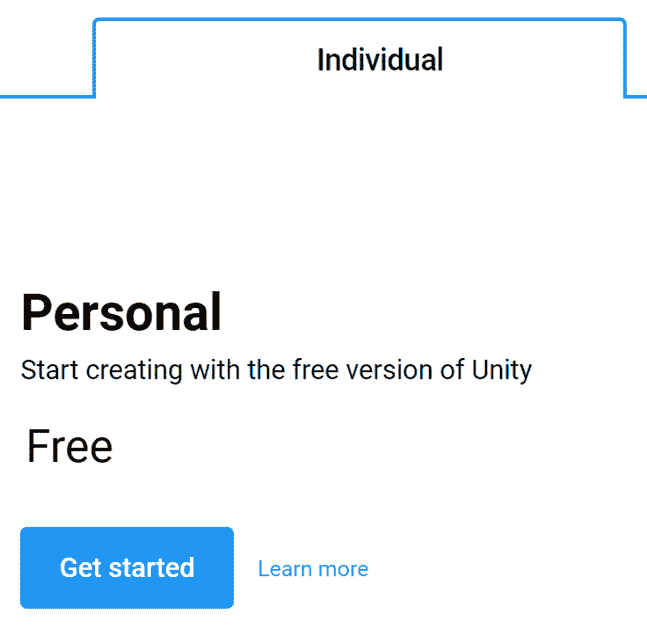 Individual
Personal
Start creating with the free version of Unity
Free
Get started
Learn more